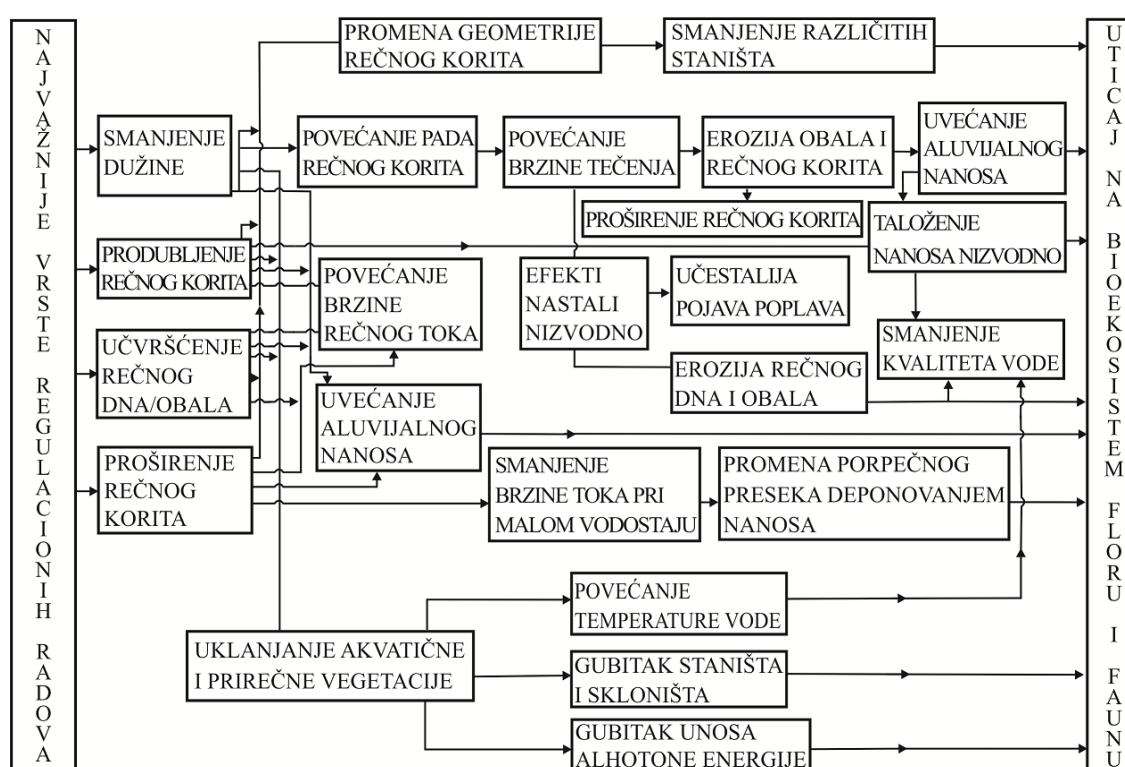 NAJVAŽNIJE VRSTE REGULACIONIH RADOVA
PROMENA GEOMETRIJE
REČNOG KORITA
SMANJENJE RAZLIČITIH
STANIŠTA
SMANJENJE
DUŽINE
POVEĆANJE PADA
REČNOG KORITA
POVEĆANJE
BRZINE TEČENJA
EROZIJA OBALA I
REČNOG KORITA
UVEĆANJE
ALUVIJALNOG
NANOSA
PROŠIRENJE REČNOG KORITA
TALOŽENJE
NANOSA NIZVODNO
PRODUBLJENJE
REČNOG KORITA
POVEĆANJE
BRZINE
REČNOG TOKA
EFEKTI
NASTALI
NIZVODNO
UČESTALIJA
POJAVA POPLAVA
SMANJENJE
KVALITETA VODE
UČVRŠĆENJE
REČNOG
DNA/OBALA
EROZIJA REČNOG
DNA I OBALA
UVEĆANJE
ALUVIJALNOG
NANOSA
PROŠIRENJE
REČNOG
KORITA
SMANJENJE
BRZINE TOKA PRI
MALOM VODOSTAJU
PROMENA PORPEČNOG
PRESEKA DEPONOVANJEM
NANOSA
POVEĆANJE
TEMPERATURE VODE
UKLANJANJE AKVATIČNE
I PRIREČNE VEGETACIJE
GUBITAK STANIŠTA
I SKLONIŠTA
GUBITAK UNOSA
ALHOTONE ENERGIJE
UTICAJ NA BIOEKOSISTEM FLORU I FAUNU